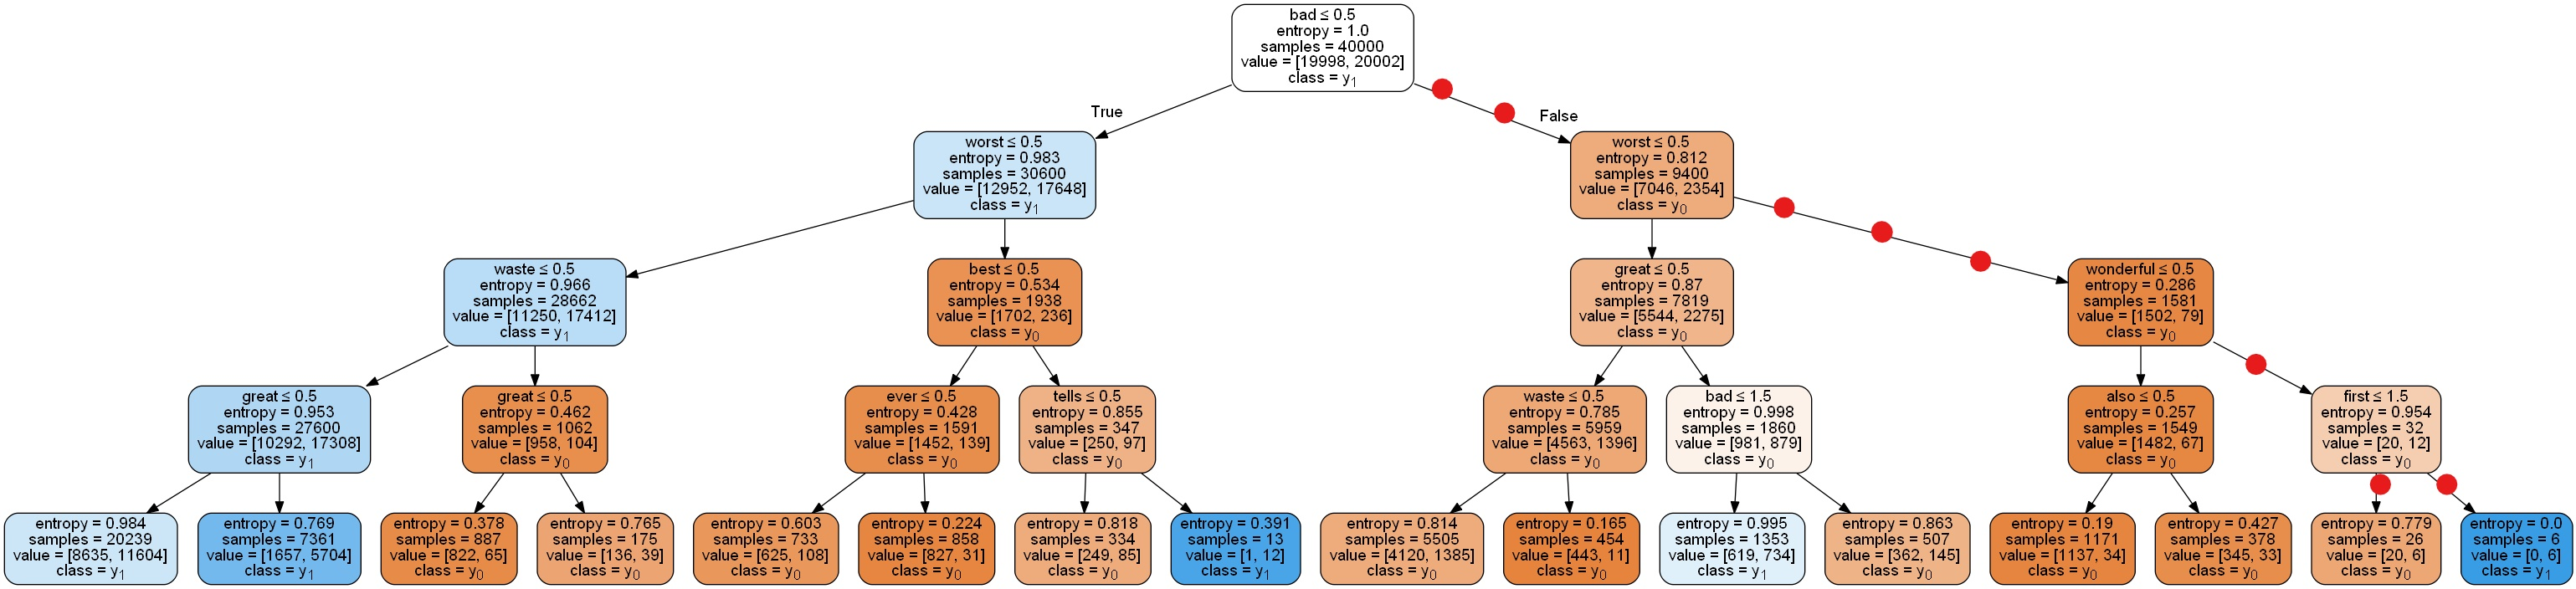 bad ≤ 0.5
entropy = 1.0
samples = 40000
value = [19998, 20002]
class = y1
True
False
worst ≤ 0.5
entropy = 0.983
samples = 30600
value = [12952, 17648]
class = y1
worst ≤ 0.5
entropy = 0.812
samples = 9400
value = [7046, 2354]
class = y0
waste ≤ 0.5
entropy = 0.966
samples = 28662
value = [11250, 17412]
class = y1
best ≤ 0.5
entropy = 0.534
samples = 1938
value = [1702, 236]
class = y0
great ≤ 0.5
entropy = 0.87
samples = 7819
value = [5544, 2275]
class = y0
wonderful ≤ 0.5
entropy = 0.286
samples = 1581
value = [1502, 79]
class = y0
great ≤ 0.5
entropy = 0.953
samples = 27600
value = [10292, 17308]
class = y1
great ≤ 0.5
entropy = 0.462
samples = 1062
value = [958, 104]
class = y0
ever ≤ 0.5
entropy = 0.428
samples = 1591
value = [1452, 139]
class = y0
tells ≤ 0.5
entropy = 0.855
samples = 347
value = [250, 97]
class = y0
waste ≤ 0.5
entropy = 0.785
samples = 5959
value = [4563, 1396]
class = y0
bad ≤ 1.5
entropy = 0.998
samples = 1860
value = [981, 879]
class = y0
also ≤ 0.5
entropy = 0.257
samples = 1549
value = [1482, 67]
class = y0
first ≤ 1.5
entropy = 0.954
samples = 32
value = [20, 12]
class = y0
entropy = 0.984
samples = 20239
value = [8635, 11604]
class = y1
entropy = 0.769
samples = 7361
value = [1657, 5704]
class = y1
entropy = 0.378
samples = 887
value = [822, 65]
class = y0
entropy = 0.765
samples = 175
value = [136, 39]
class = y0
entropy = 0.603
samples = 733
value = [625, 108]
class = y0
entropy = 0.224
samples = 858
value = [827, 31]
class = y0
entropy = 0.818
samples = 334
value = [249, 85]
class = y0
entropy = 0.391
samples = 13
value = [1, 12]
class = y1
entropy = 0.814
samples = 5505
value = [4120, 1385]
class = y0
entropy = 0.165
samples = 454
value = [443, 11]
class = y0
entropy = 0.995
samples = 1353
value = [619, 734]
class = y1
entropy = 0.863
samples = 507
value = [362, 145]
class = y0
entropy = 0.19
samples = 1171
value = [1137, 34]
class = y0
entropy = 0.427
samples = 378
value = [345, 33]
class = y0
entropy = 0.779
samples = 26
value = [20, 6]
class = y0
entropy = 0.0
samples = 6
value = [0, 6]
class = y1